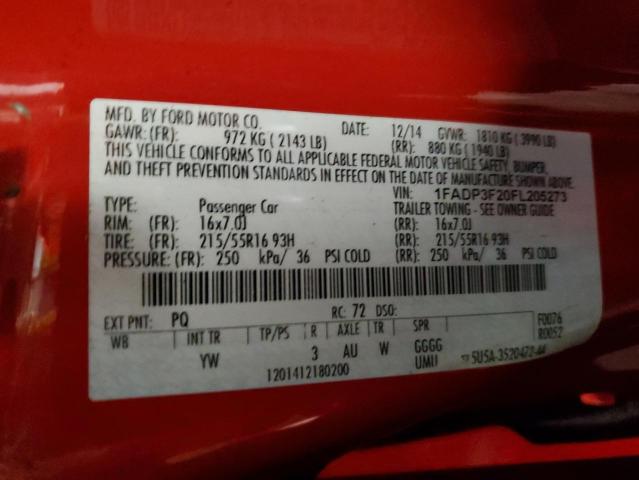 MFD. BY FORD MOTOR CO.
DATE: 12/14 GVWR: 1810 KG ( 3990 LB)
GAWR: (FR): 972 KG ( 2143 LB) (RR): 880 KG ( 1940 LB)
THIS VEHICLE CONFORMS TO ALL APPLICABLE FEDERAL MOTOR VEHICLE SAFETY, BUMPER,
AND THEFT PREVENTION STANDARDS IN EFFECT ON THE DATE OF MANUFACTURE SHOWN ABOVE.
VIN: 1FADP3F20FL205273
TYPE: Passenger Car TRAILER TOWING - SEE OWNER GUIDE
RIM: (FR): 16x7.0J (RR): 16x7.0J
TIRE: (FR): 215/55R16 93H (RR): 215/55R16 93H
PRESSURE: (FR): 250 kPa/ 36 PSI COLD (RR): 250 kPa/ 36 PSI COLD
EXT PNT: PQ RC: 72 DSO: F0076
R0052
WB INT TR TP/PS R AXLE TR SPR
YW 3 AU W GGGG
UMU
1201412180200
5U5A-3520472-AA